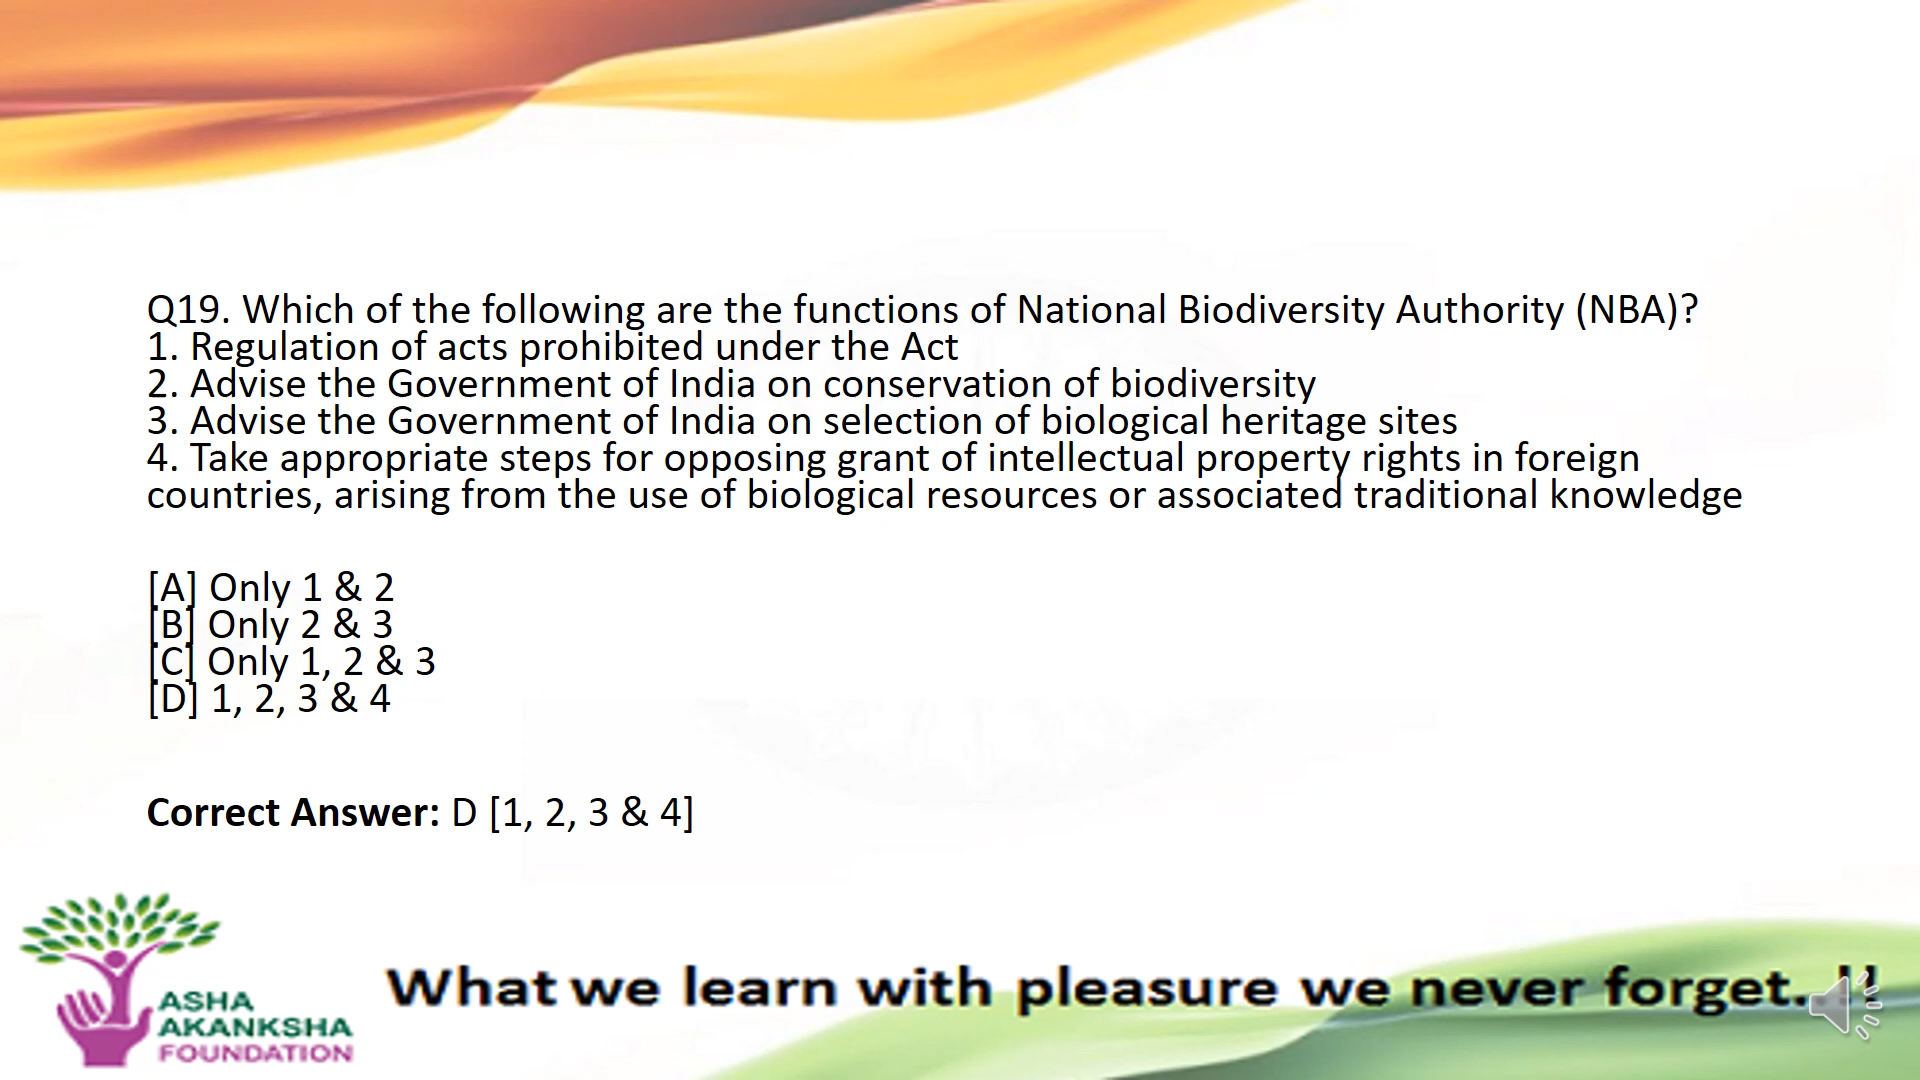 Q19. Which of the following are the functions of National Biodiversity Authority (NBA)?
1. Regulation of acts prohibited under the Act
2. Advise the Government of India on conservation of biodiversity
3. Advise the Government of India on selection of biological heritage sites
4. Take appropriate steps for opposing grant of intellectual property rights in foreign
countries, arising from the use of biological resources or associated traditional knowledge
[A] Only 1 & 2
[B] Only 2 & 3
[C] Only 1, 2 & 3
[D] 1, 2, 3 & 4
Correct Answer: D [1, 2, 3 & 4]
ASHA
AKANKSHA
FOUNDATION
What we learn with pleasure we never forget...!!